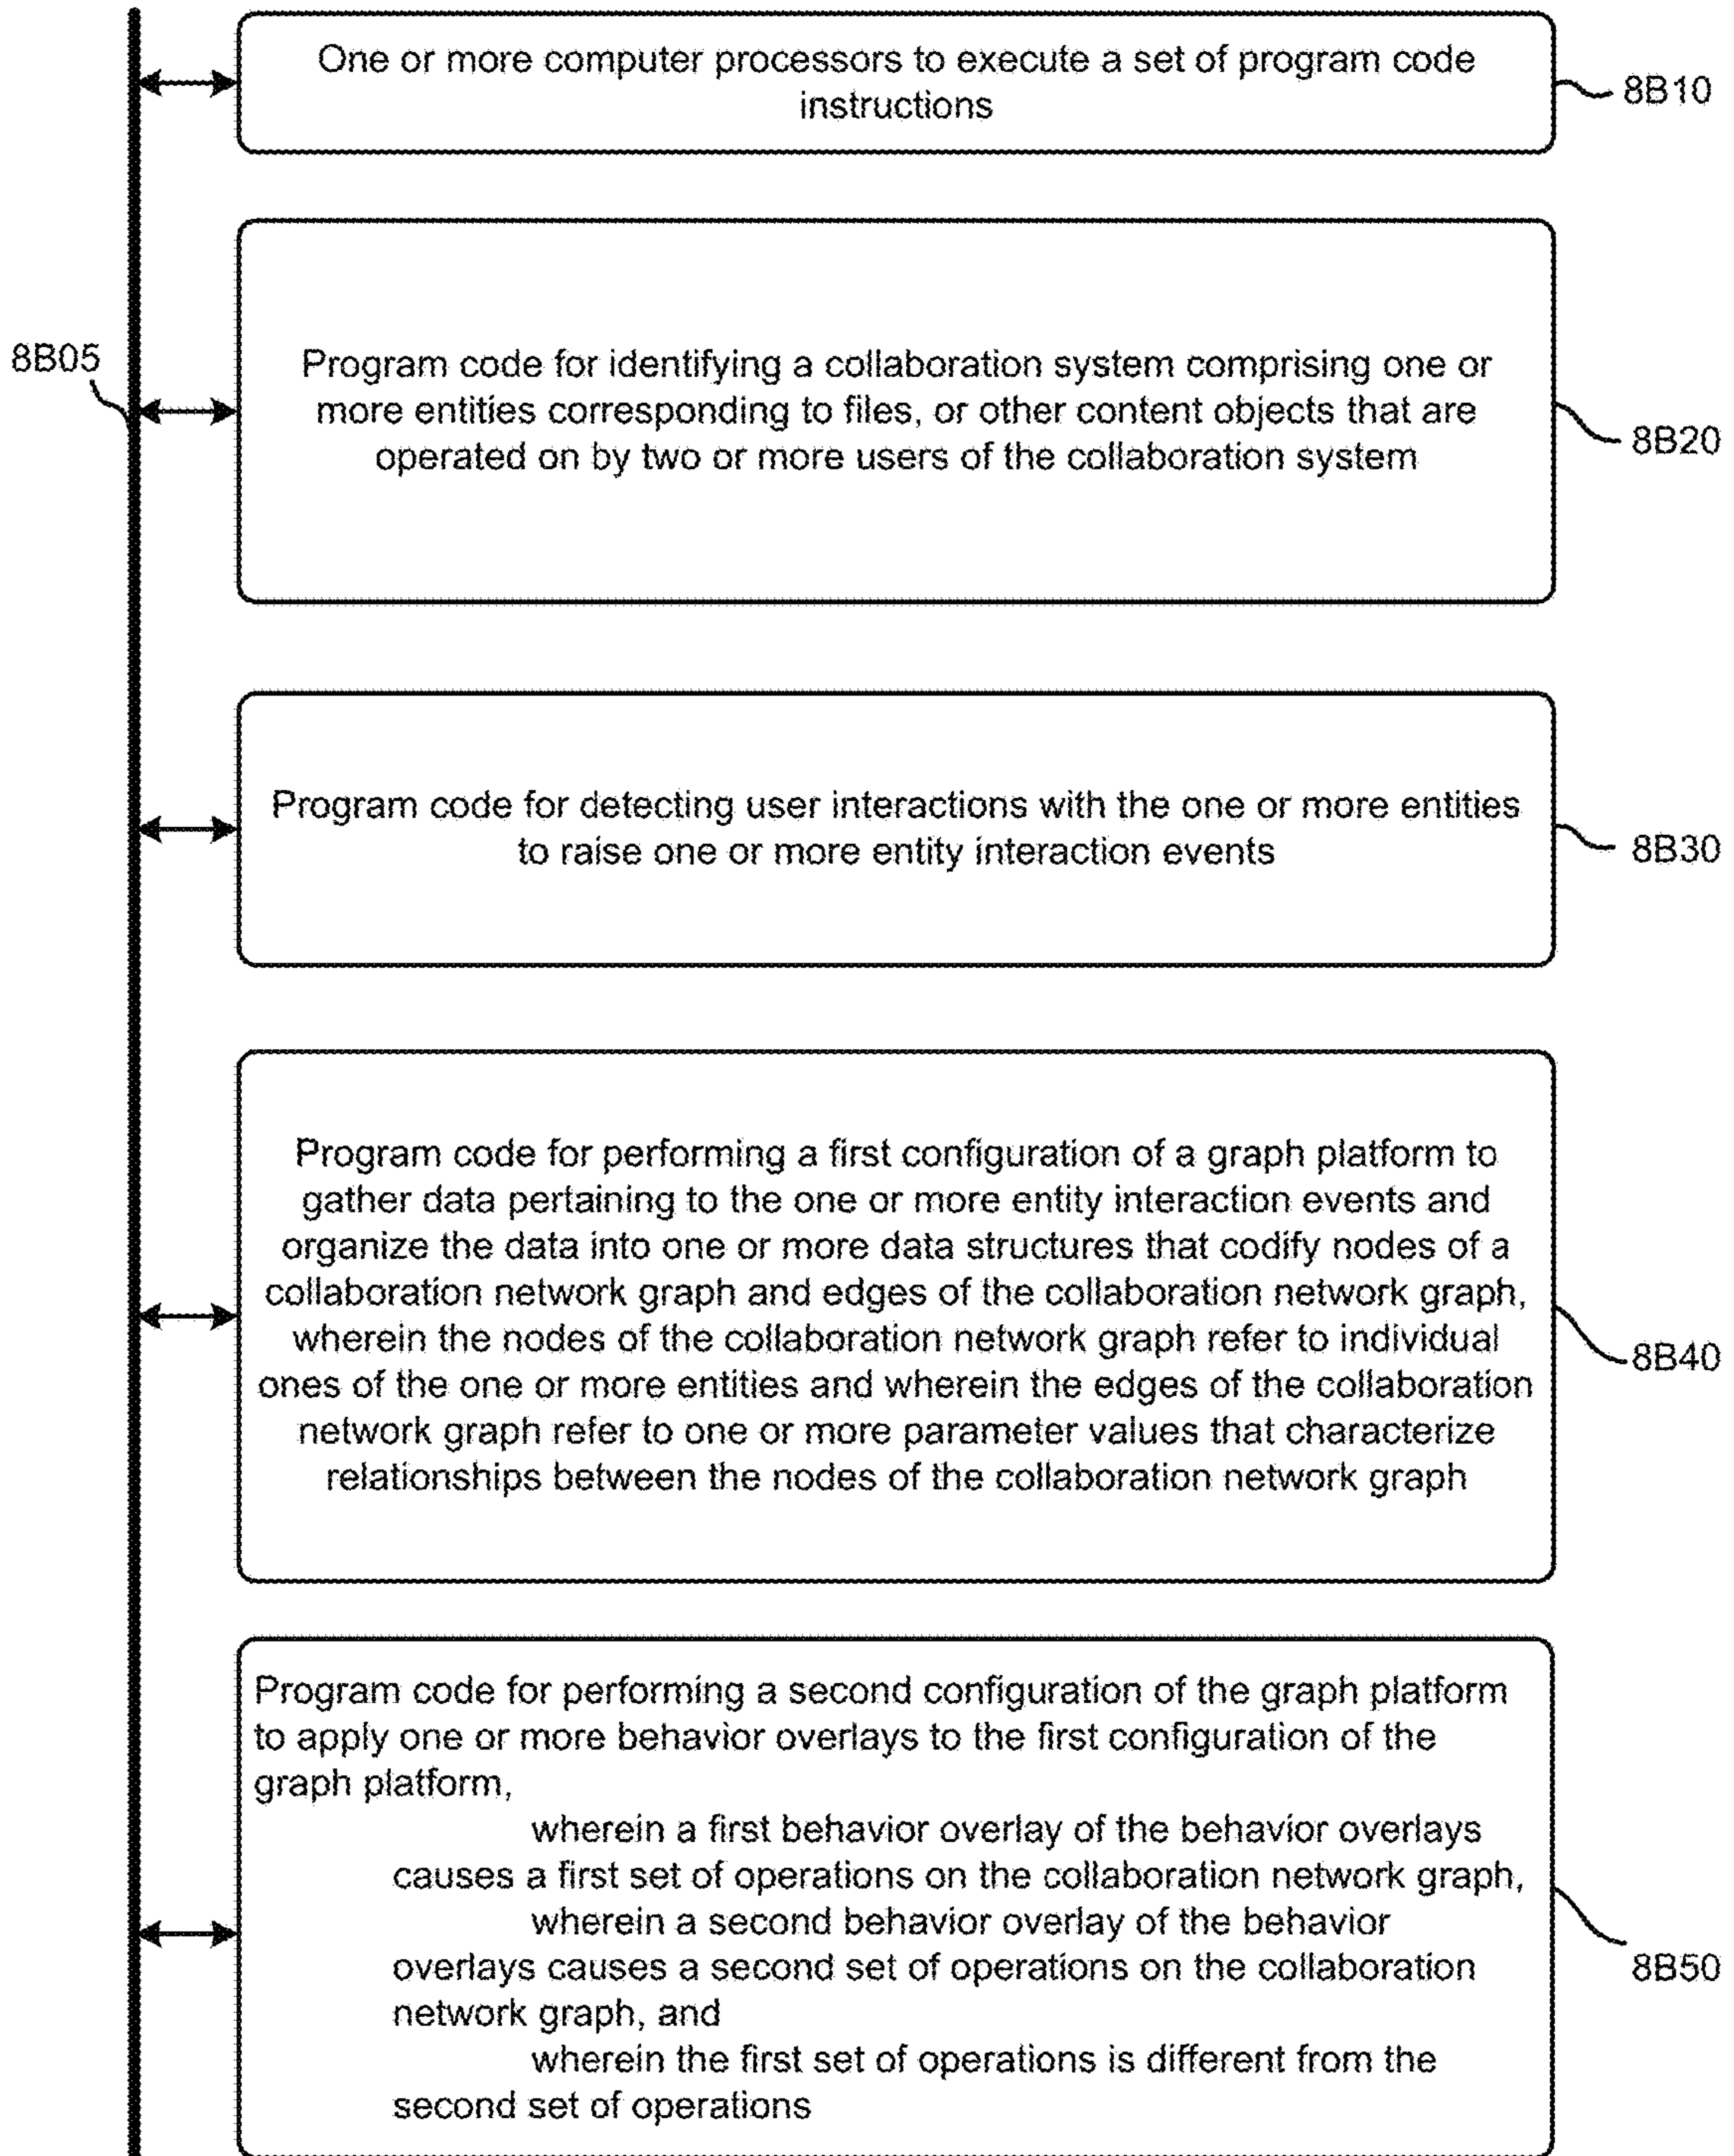 One or more computer processors to execute a set of program code
instructions
8B10
8B05
Program code for identifying a collaboration system comprising one or
more entities corresponding to files, or other content objects that are
operated on by two or more users of the collaboration system
8B20
Program code for detecting user interactions with the one or more entities
to raise one or more entity interaction events
8B30
Program code for performing a first configuration of a graph platform to
gather data pertaining to the one or more entity interaction events and
organize the data into one or more data structures that codify nodes of a
collaboration network graph and edges of the collaboration network graph,
wherein the nodes of the collaboration network graph refer to individual
ones of the one or more entities and wherein the edges of the collaboration
network graph refer to one or more parameter values that characterize
relationships between the nodes of the collaboration network graph
8B40
Program code for performing a second configuration of the graph platform
to apply one or more behavior overlays to the first configuration of the
graph platform,
wherein a first behavior overlay of the behavior overlays
causes a first set of operations on the collaboration network graph,
wherein a second behavior overlay of the behavior
overlays causes a second set of operations on the collaboration
network graph, and
wherein the first set of operations is different from the
second set of operations
8B50